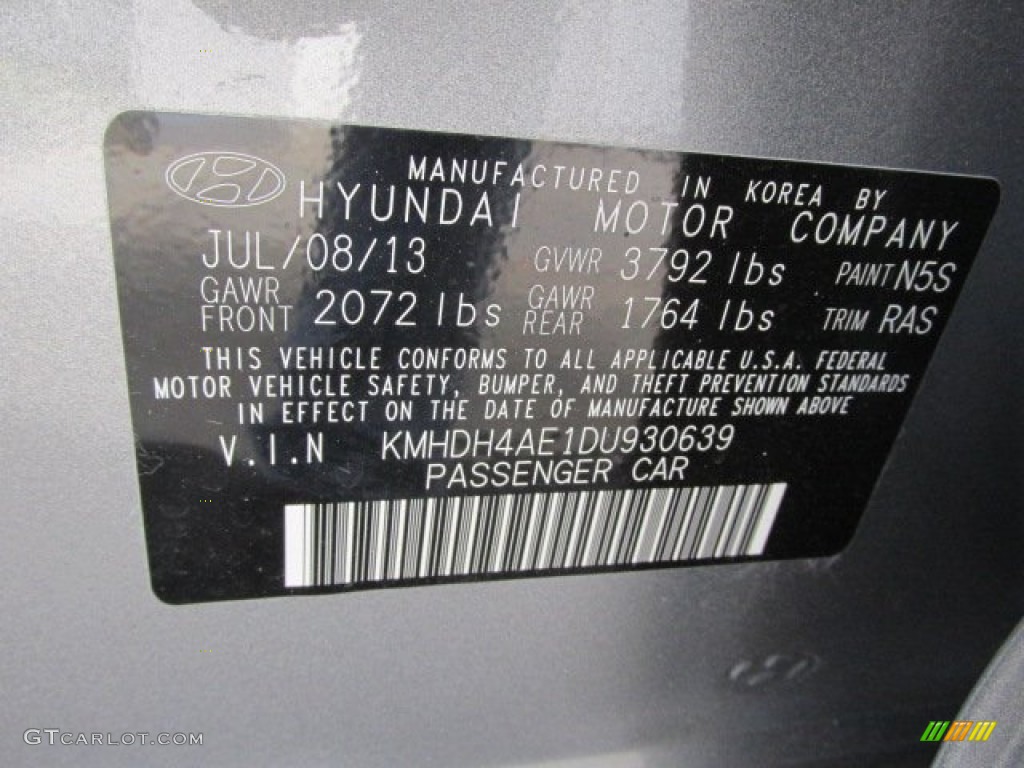 MANUFACTURED IN KOREA BY
HYUNDAI MOTOR COMPANY
JUL/08/13 GVWR 3792 lbs PAINT N5S
GAWR FRONT 2072 lbs GAWR REAR 1764 lbs TRIM RAS
THIS VEHICLE CONFORMS TO ALL APPLICABLE U.S.A. FEDERAL
MOTOR VEHICLE SAFETY, BUMPER, AND THEFT PREVENTION STANDARDS
IN EFFECT ON THE DATE OF MANUFACTURE SHOWN ABOVE
V.I.N KMHDH4AE1DU930639
PASSENGER CAR
GTCARLOT.COM